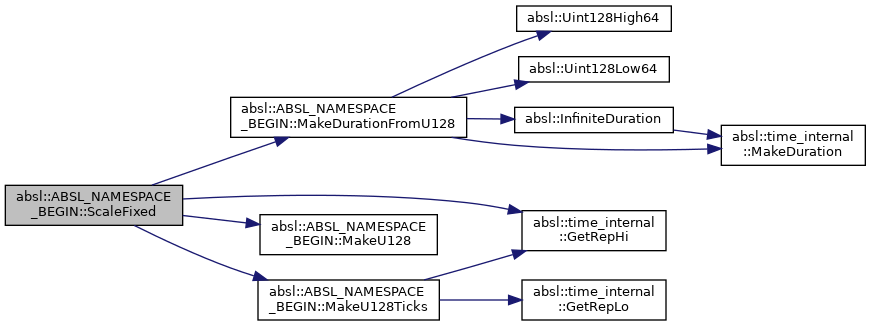 absl::Uint128High64
absl::Uint128Low64
absl::ABSL_NAMESPACE
_BEGIN::MakeDurationFromU128
absl::InfiniteDuration
absl::time_internal
::MakeDuration
absl::ABSL_NAMESPACE
_BEGIN::ScaleFixed
absl::ABSL_NAMESPACE
_BEGIN::MakeU128
absl::time_internal
::GetRepHi
absl::ABSL_NAMESPACE
_BEGIN::MakeU128Ticks
absl::time_internal
::GetRepLo